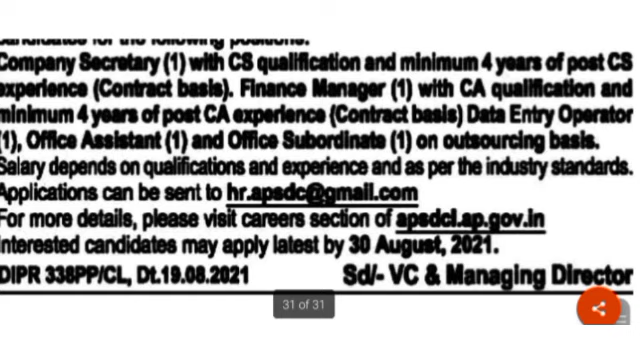 candidates for the following positions.
Company Secretary (1) with CS qualification and minimum 4 years of post CS
experience (Contract basis). Finance Manager (1) with CA qualification and
minimum 4 years of post CA experience (Contract basis) Data Entry Operator
(1), Office Assistant (1) and Office Subordinate (1) on outsourcing basis.
Salary depends on qualifications and experience and as per the industry standards.
Applications can be sent to hr.apsdc@gmail.com
For more details, please visit careers section of apsdcl.ap.gov.in
Interested candidates may apply latest by 30 August, 2021.
DIPR 338PP/CL, Dt.19.08.2021 Sd/- VC & Managing Director
31 of 31